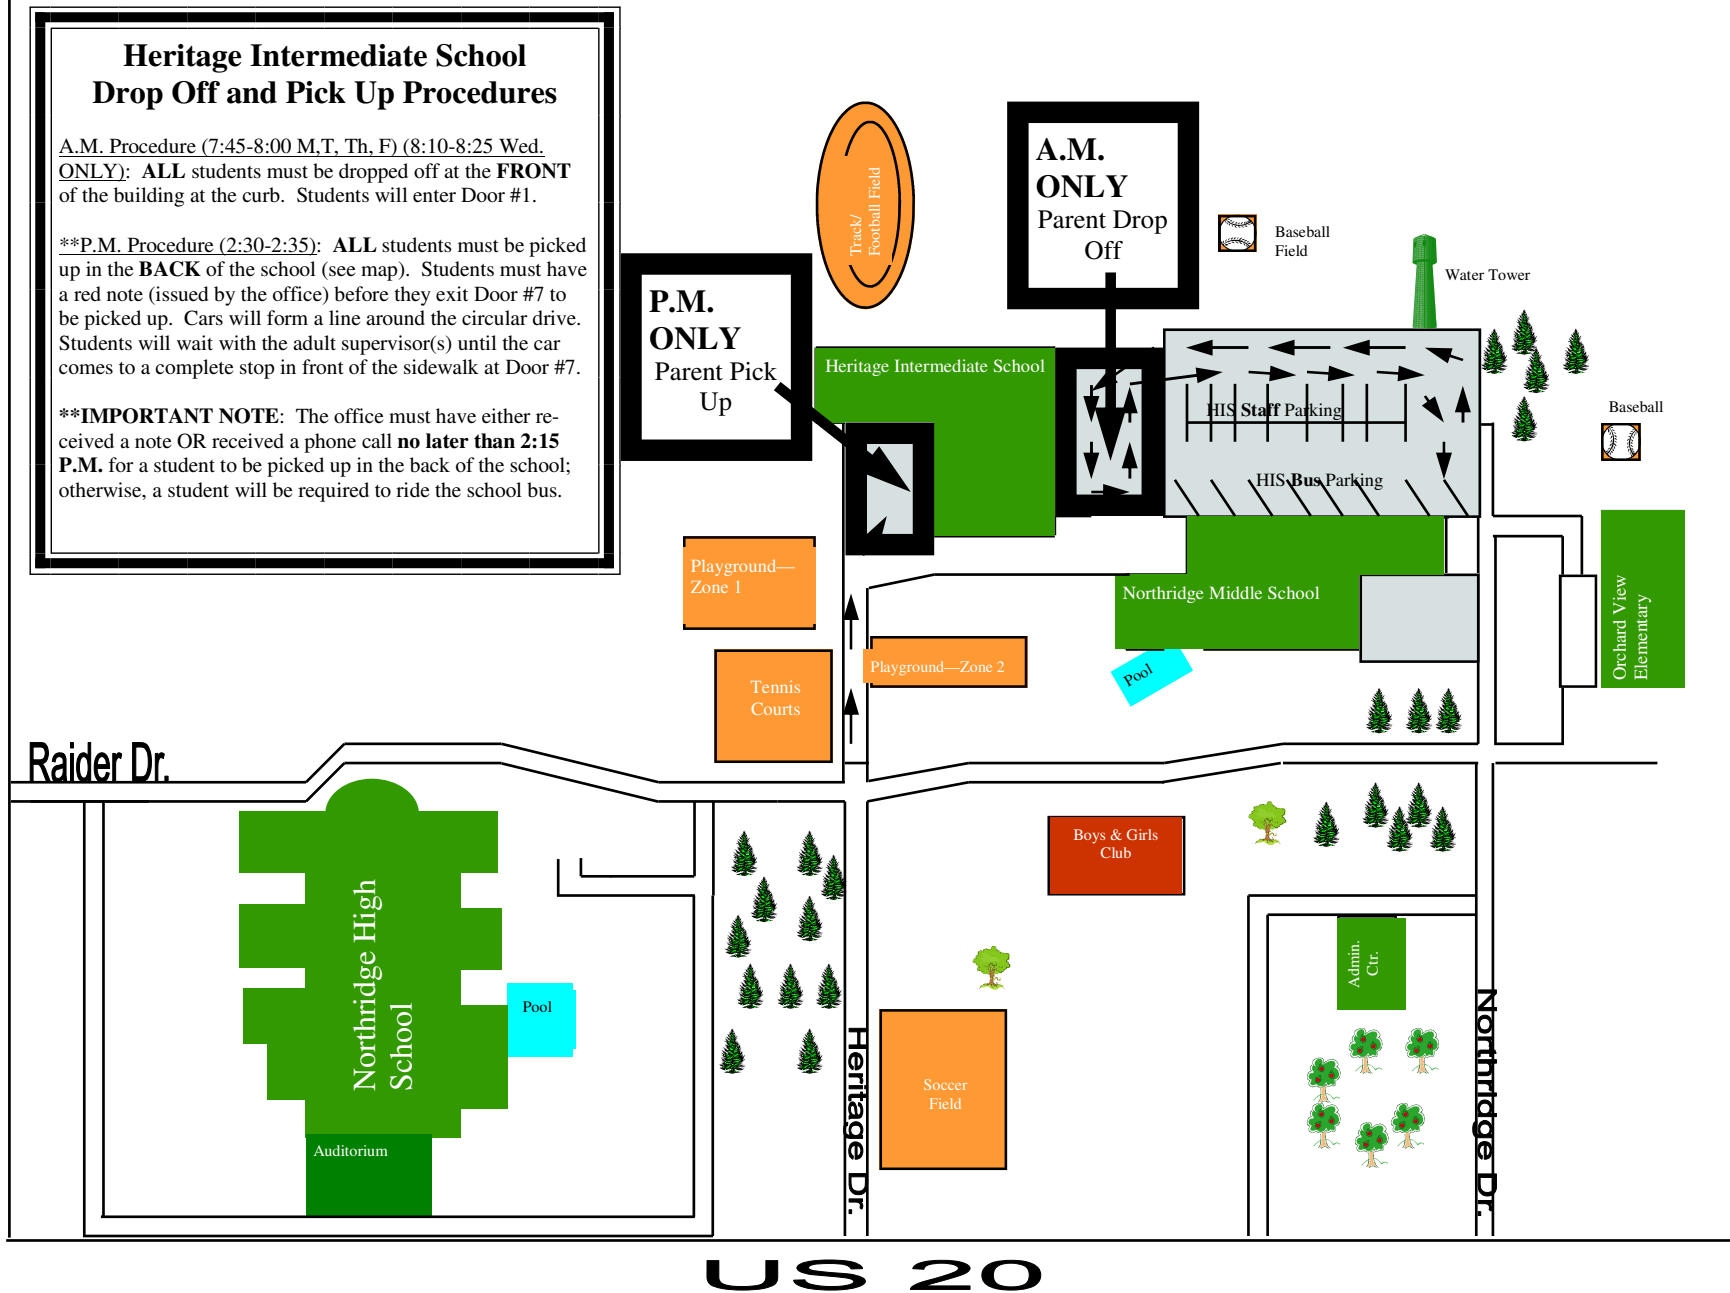 Heritage Intermediate School
Drop Off and Pick Up Procedures
A.M. Procedure (7:45-8:00 M,T, Th, F) (8:10-8:25 Wed.
ONLY): ALL students must be dropped off at the FRONT
of the building at the curb. Students will enter Door #1.
**P.M. Procedure (2:30-2:35): ALL students must be picked
up in the BACK of the school (see map). Students must have
a red note (issued by the office) before they exit Door #7 to
be picked up. Cars will form a line around the circular drive.
Students will wait with the adult supervisor(s) until the car
comes to a complete stop in front of the sidewalk at Door #7.
**IMPORTANT NOTE: The office must have either re-
ceived a note OR received a phone call no later than 2:15
P.M. for a student to be picked up in the back of the school;
otherwise, a student will be required to ride the school bus.
P.M.
ONLY
Parent Pick
Up
Track/
Football Field
A.M.
ONLY
Parent Drop
Off
Baseball
Field
Water Tower
Heritage Intermediate School
HIS Staff Parking
HIS Bus Parking
Baseball
Playground—
Zone 1
Northridge Middle School
Orchard View
Elementary
Playground—Zone 2
Pool
Tennis
Courts
Raider Dr.
Boys & Girls
Club
Northridge High
School
Pool
Auditorium
Admin.
Ctr.
Soccer
Field
Heritage Dr.
Northridge Dr.
US 20